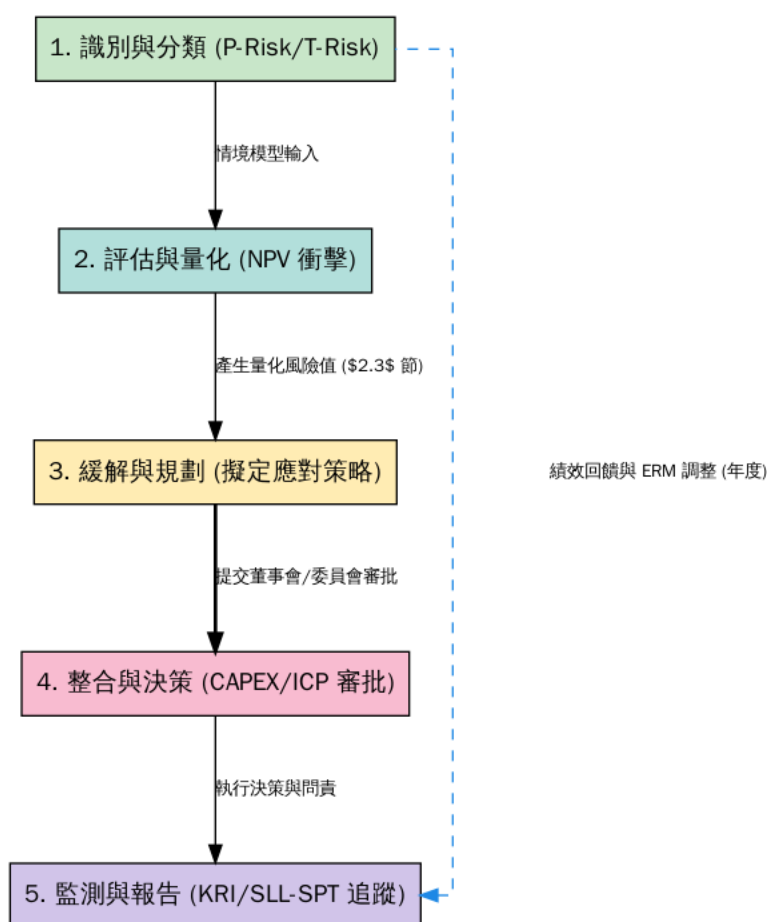 1. 識別與分類 (P-Risk/T-Risk)
情境模型輸入
2. 評估與量化 (NPV 衝擊)
產生量化風險值 ($2.3$ 節)
3. 緩解與規劃 (擬定應對策略)
績效回饋與 ERM 調整 (年度)
提交董事會/委員會審批
4. 整合與決策 (CAPEX/ICP 審批)
執行決策與問責
5. 監測與報告 (KRI/SLL-SPT 追蹤)